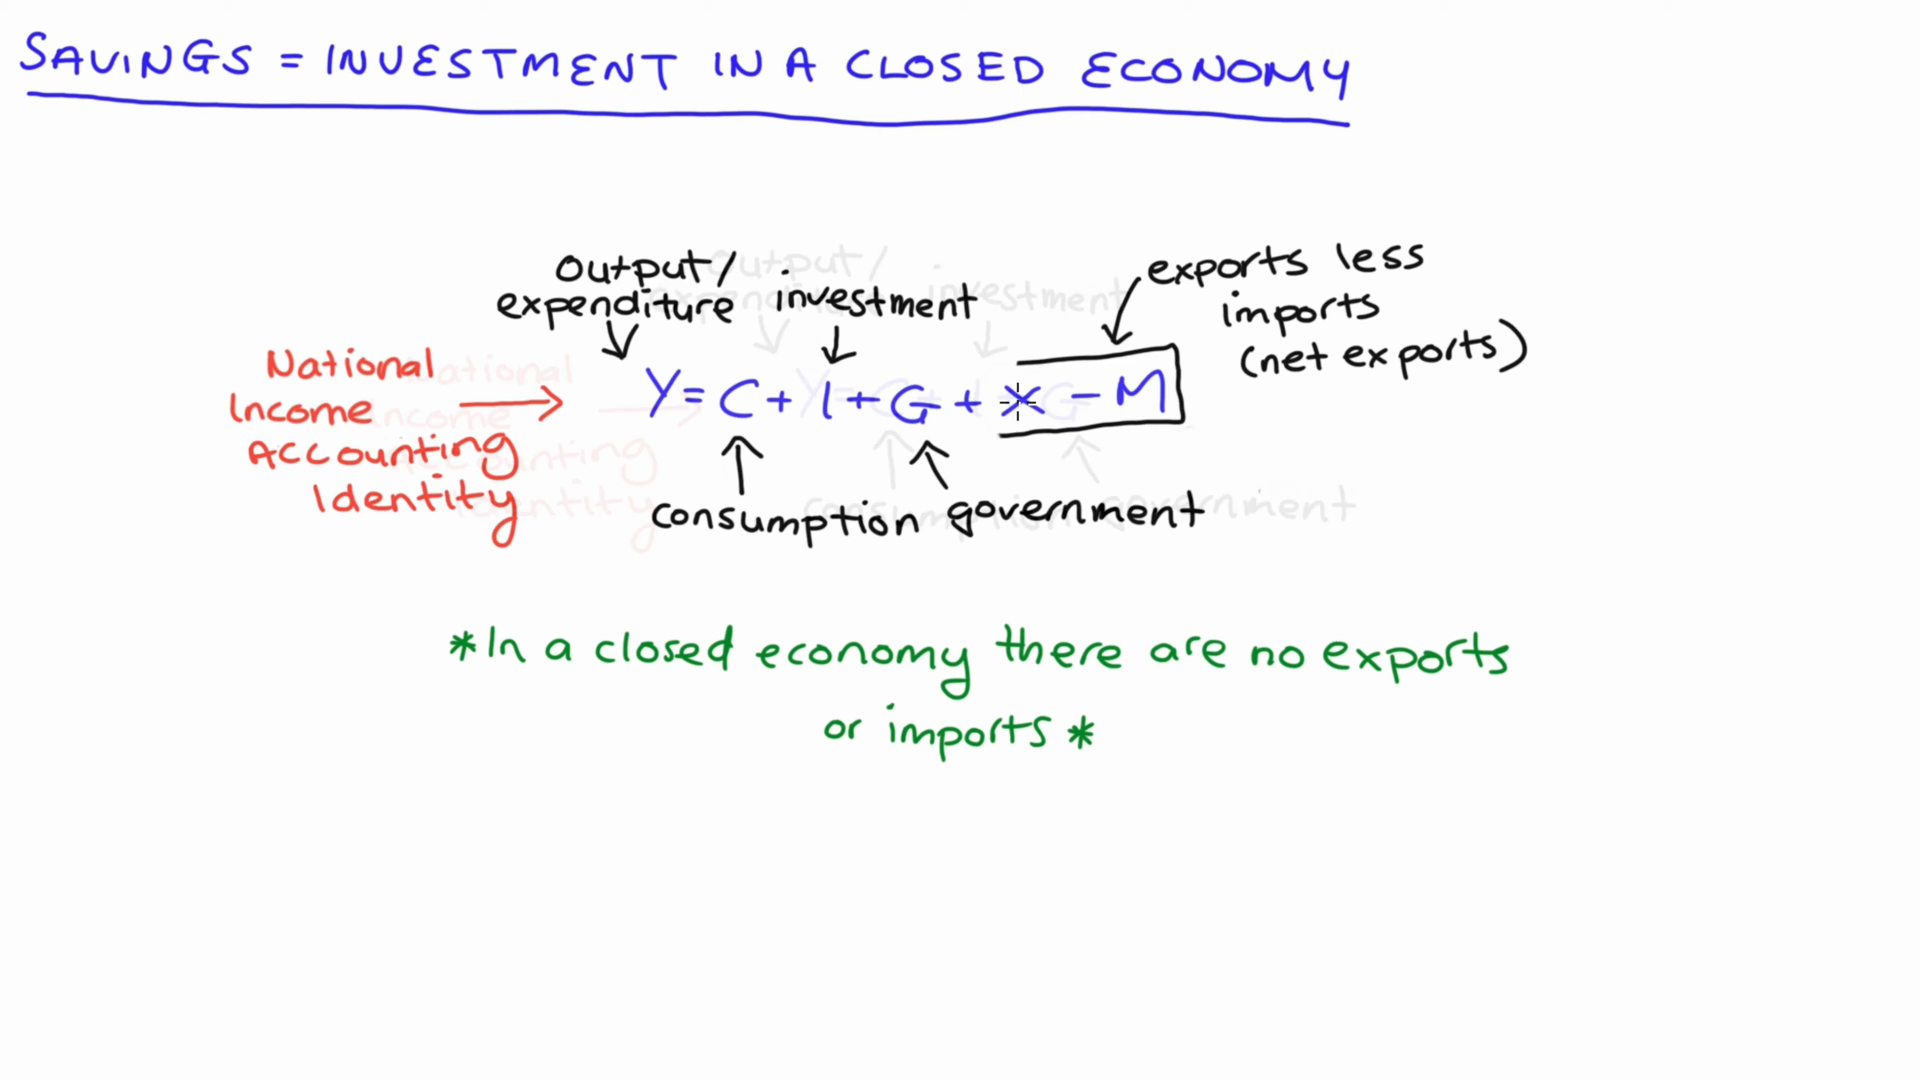 SAVINGS = INVESTMENT IN A CLOSED ECONOMY
output/
expenditure
investment
exports less
imports
(net exports)
National
Income
Accounting
Identity
Y = C + I + G + X - M
consumption
government
*In a closed economy there are no exports
or imports *